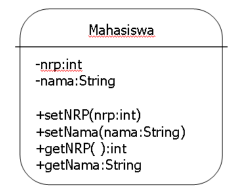 Mahasiswa
-nrp:int
-nama:String
+setNRP(nrp:int)
+setNama(nama:String)
+getNRP( ):int
+getNama:String